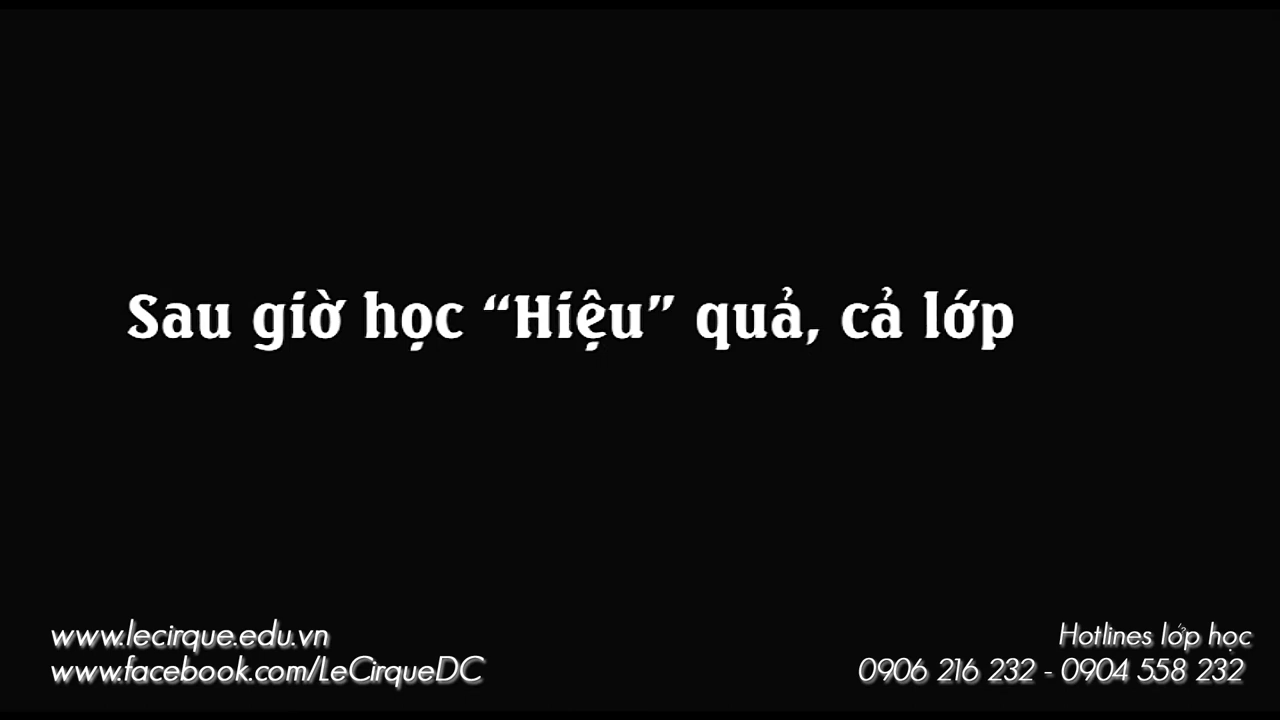 Sau giờ học “Hiệu” quả, cả lớp
www.lecirque.edu.vn
www.facebook.com/LeCirqueDC
Hotlines lớp học
0906 216 232 - 0904 558 232